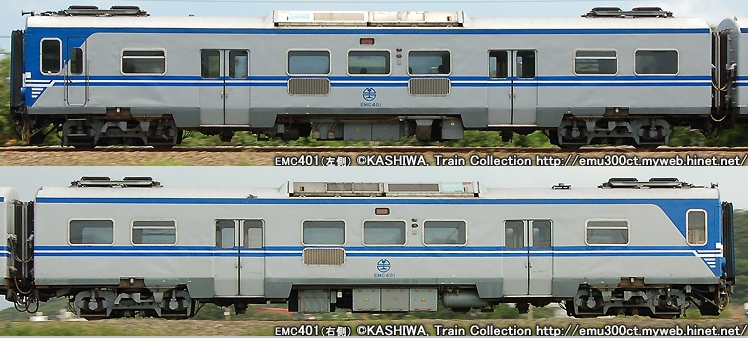 EMC401
EMC401(左側) ©KASHIWA, Train Collection http://emu300ct.myweb.hinet.net/
EMC401
EMC401(右側) ©KASHIWA, Train Collection http://emu300ct.myweb.hinet.net/